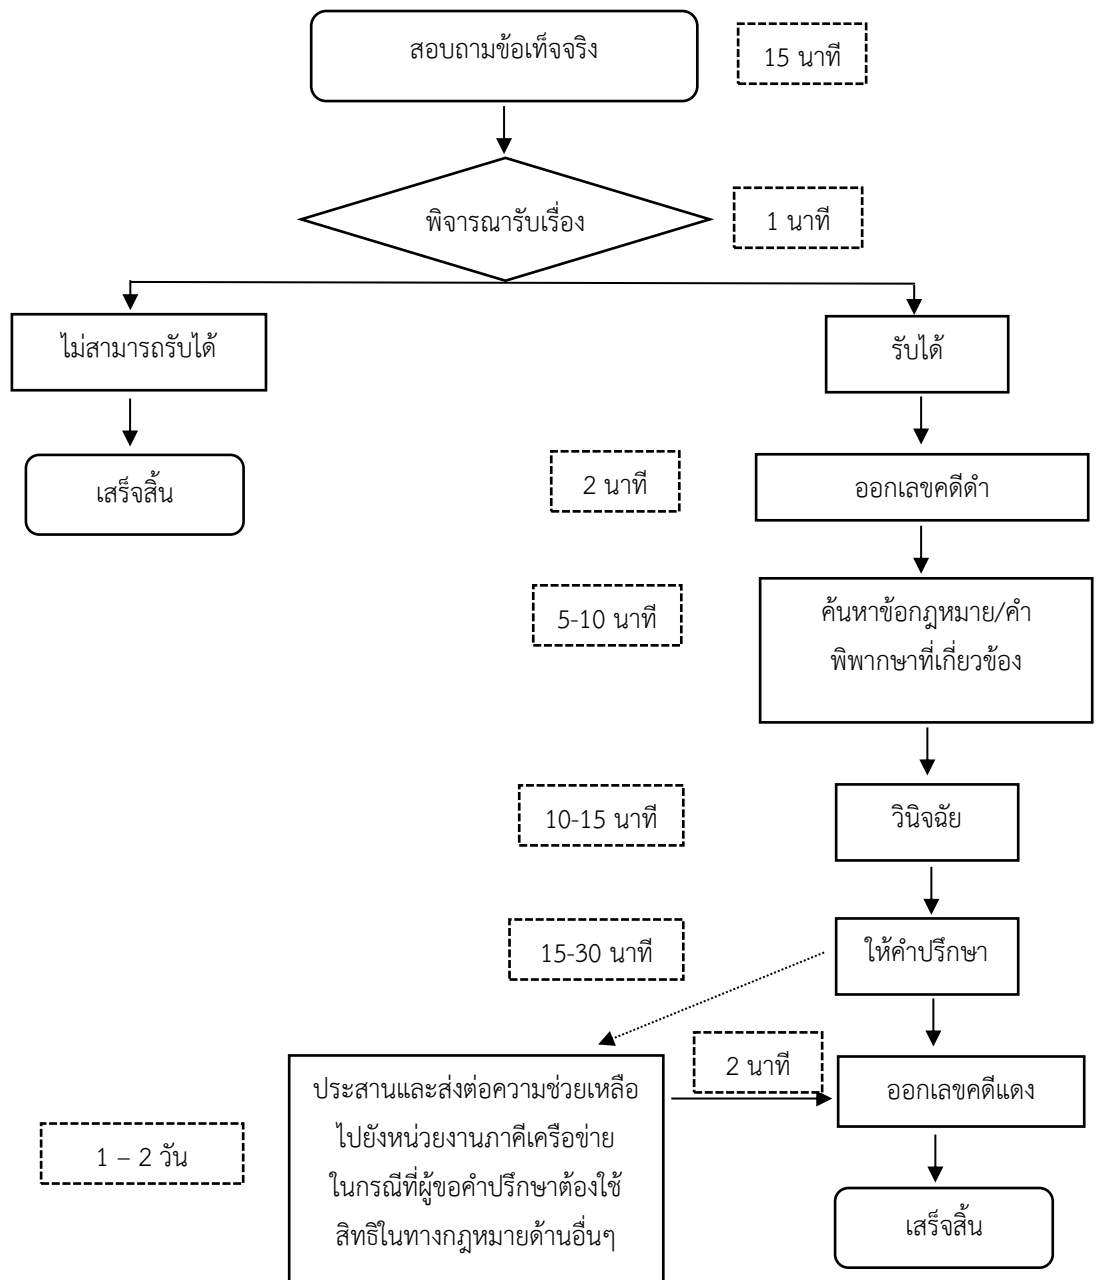 สอบถามข้อเท็จจริง
15 นาที
พิจารณารับเรื่อง
1 นาที
ไม่สามารถรับได้
รับได้
เสร็จสิ้น
2 นาที
ออกเลขคดีดำ
5-10 นาที
ค้นหาข้อกฎหมาย/คำ
พิพากษาที่เกี่ยวข้อง
10-15 นาที
วินิจฉัย
15-30 นาที
ให้คำปรึกษา
2 นาที
ออกเลขคดีแดง
ประสานและส่งต่อความช่วยเหลือ
ไปยังหน่วยงานภาคีเครือข่าย
ในกรณีที่ผู้ขอคำปรึกษาต้องใช้
สิทธิในทางกฎหมายด้านอื่นๆ
1 – 2 วัน
เสร็จสิ้น